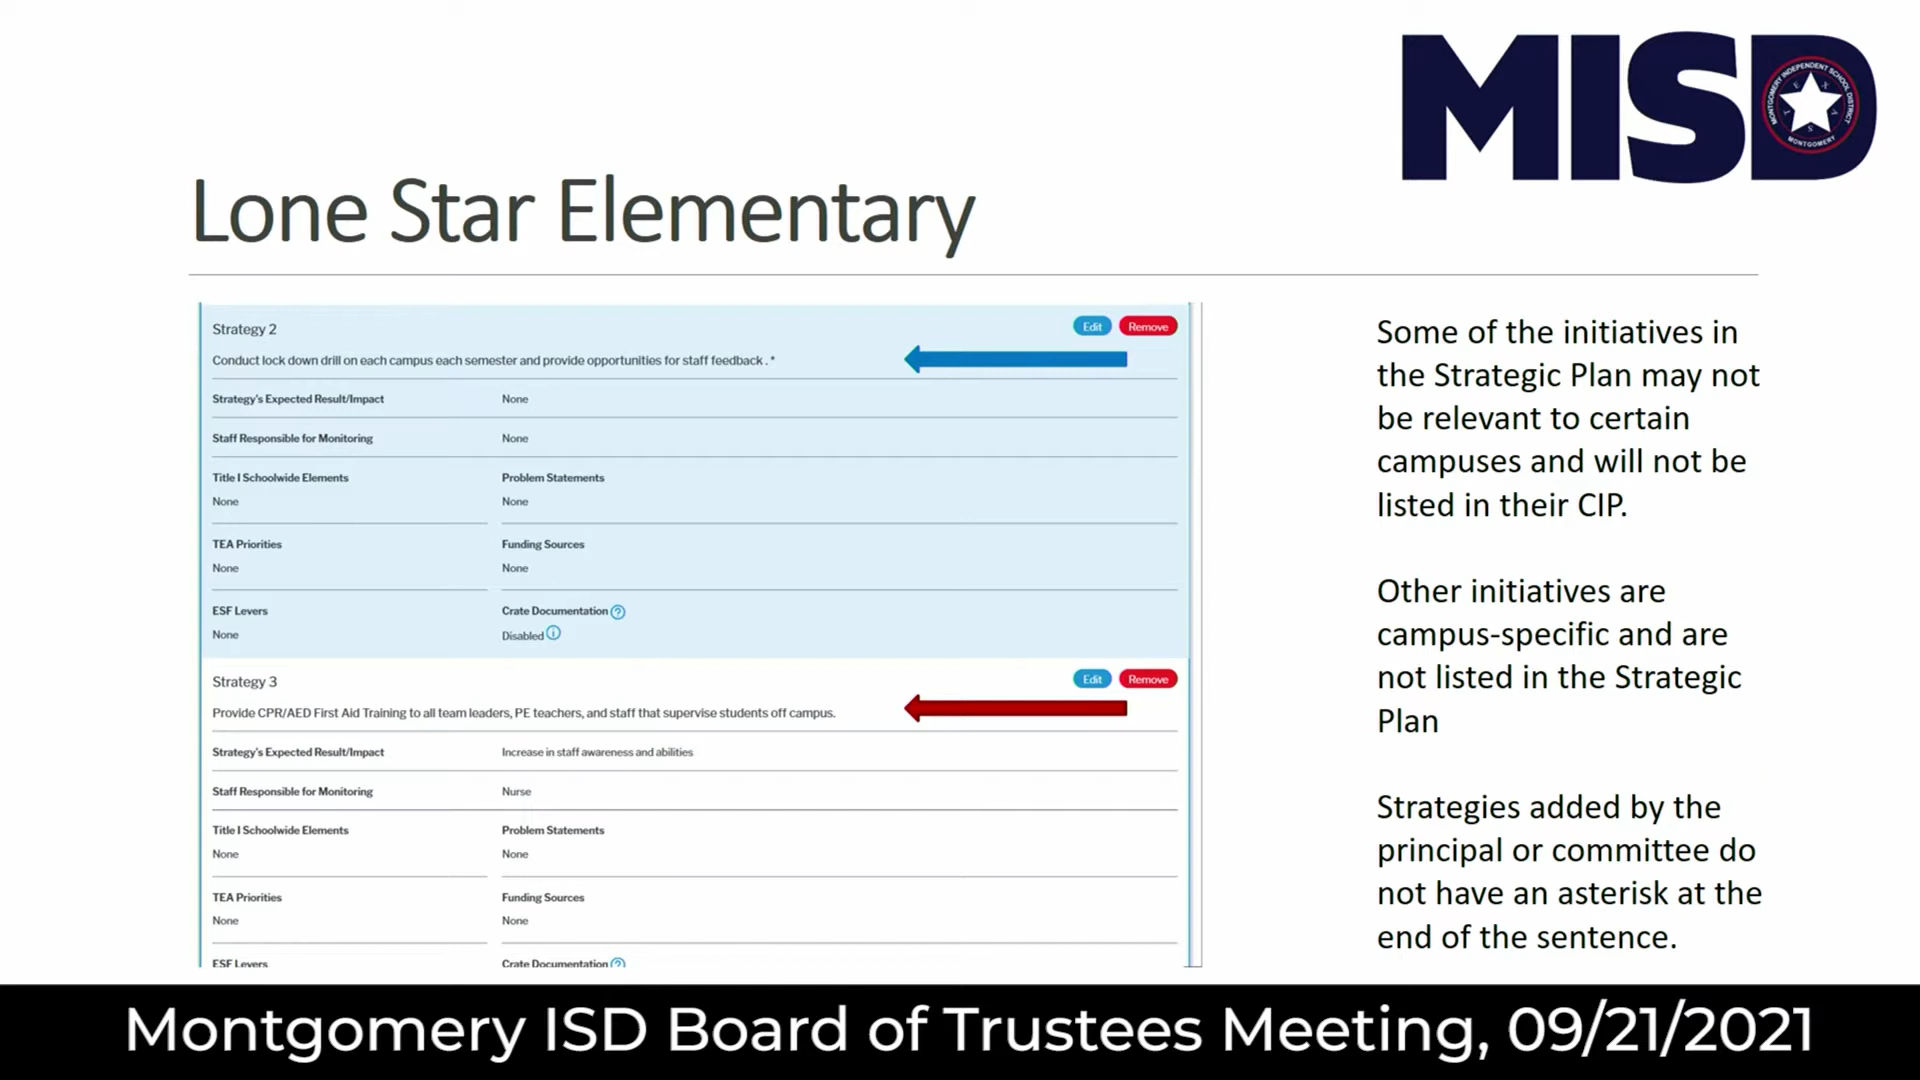 MISD
MONTGOMERY INDEPENDENT SCHOOL DISTRICT
T E X A S
MONTGOMERY
Lone Star Elementary
Strategy 2
Edit Remove
Conduct lock down drill on each campus each semester and provide opportunities for staff feedback . *
Strategy's Expected Result/Impact None
Staff Responsible for Monitoring None
Title I Schoolwide Elements Problem Statements
None None
TEA Priorities Funding Sources
None None
ESF Levers Crate Documentation ?
None Disabled i
Strategy 3
Edit Remove
Provide CPR/AED First Aid Training to all team leaders, PE teachers, and staff that supervise students off campus.
Strategy's Expected Result/Impact Increase in staff awareness and abilities
Staff Responsible for Monitoring Nurse
Title I Schoolwide Elements Problem Statements
None None
TEA Priorities Funding Sources
None None
ESF Levers Crate Documentation ?
Some of the initiatives in
the Strategic Plan may not
be relevant to certain
campuses and will not be
listed in their CIP.
Other initiatives are
campus-specific and are
not listed in the Strategic
Plan
Strategies added by the
principal or committee do
not have an asterisk at the
end of the sentence.
Montgomery ISD Board of Trustees Meeting, 09/21/2021